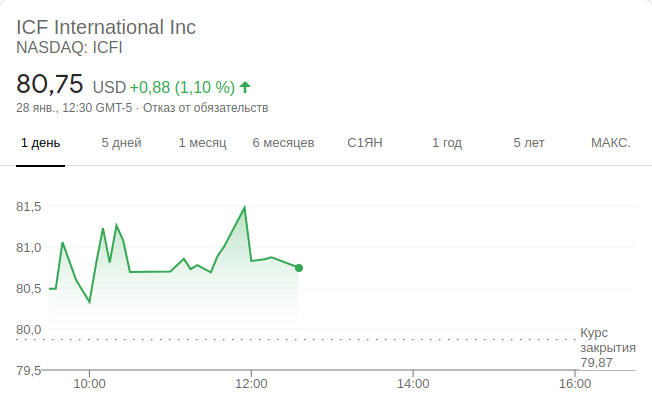 ICF International Inc
NASDAQ: ICFI
80,75 USD +0,88 (1,10 %)
28 янв., 12:30 GMT-5 · Отказ от обязательств
1 день 5 дней 1 месяц 6 месяцев С1ЯН 1 год 5 лет МАКС.
81,5
81,0
80,5
80,0
Курс
закрытия
79,87
79,5
10:00 12:00 14:00 16:00